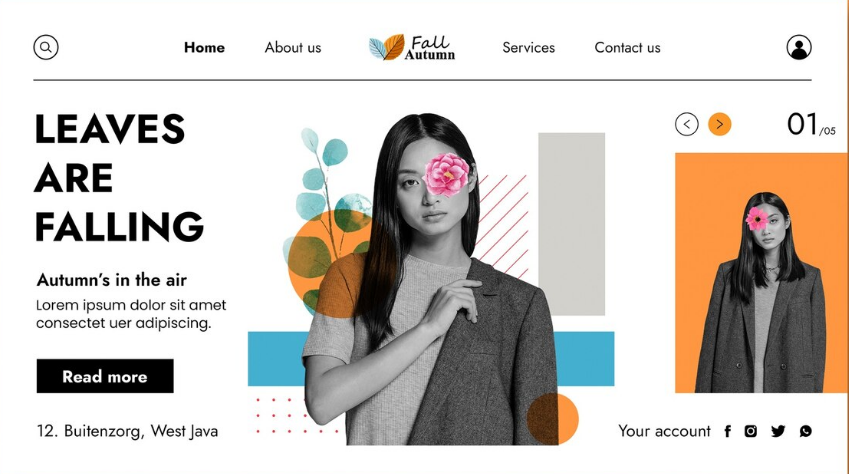 Home
About us
Fall
Autumn
Services
Contact us
LEAVES
ARE
FALLING
01/05
Autumn's in the air
Lorem ipsum dolor sit amet
consectet uer adipiscing.
Read more
12. Buitenzorg, West Java
Your account